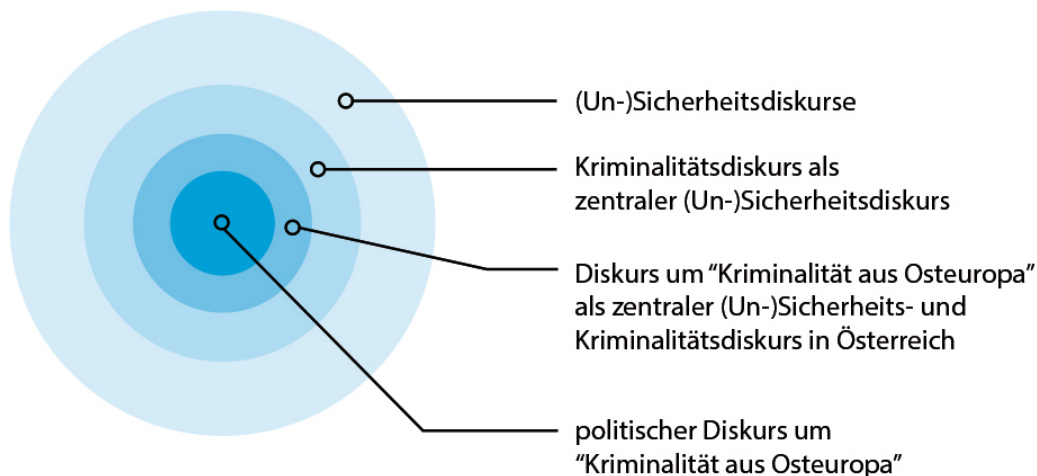 (Un-)Sicherheitsdiskurse
Kriminalitätsdiskurs als
zentraler (Un-)Sicherheitsdiskurs
Diskurs um “Kriminalität aus Osteuropa”
als zentraler (Un-)Sicherheits- und
Kriminalitätsdiskurs in Österreich
politischer Diskurs um
“Kriminalität aus Osteuropa”